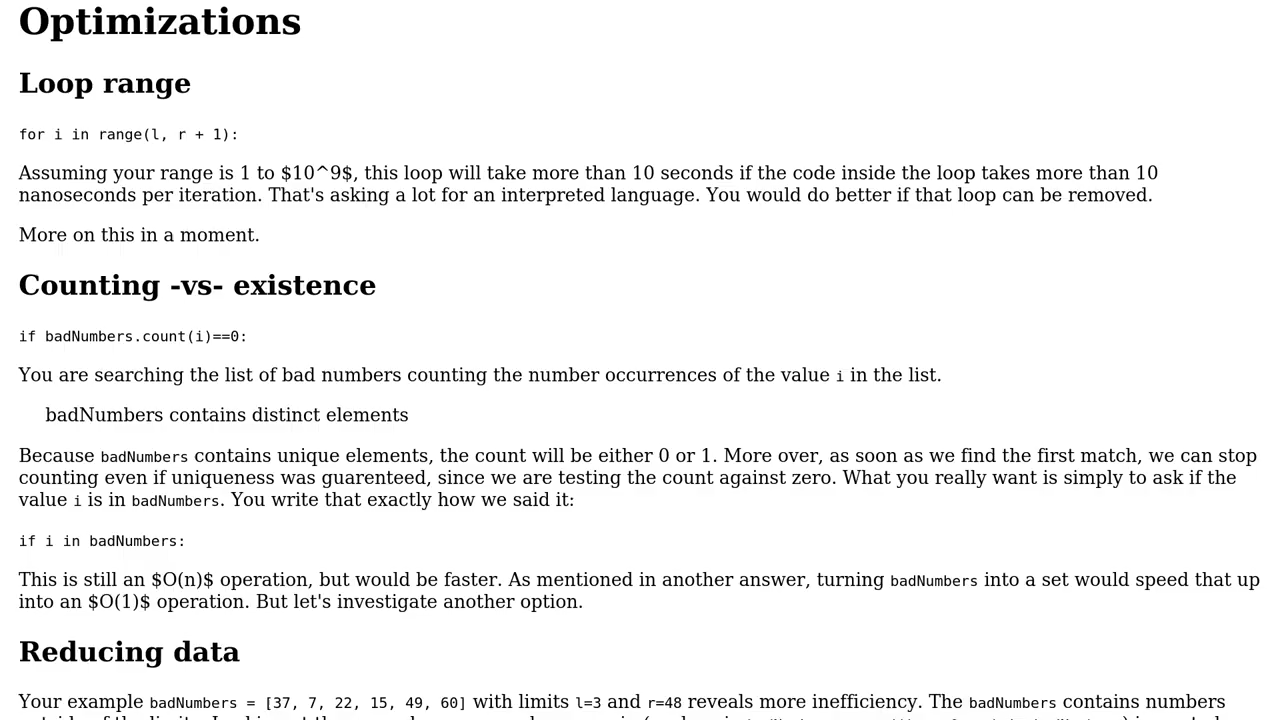 Optimizations
Loop range
for i in range(l, r + 1):
Assuming your range is 1 to $10^9$, this loop will take more than 10 seconds if the code inside the loop takes more than 10
nanoseconds per iteration. That's asking a lot for an interpreted language. You would do better if that loop can be removed.
More on this in a moment.
Counting -vs- existence
if badNumbers.count(i)==0:
You are searching the list of bad numbers counting the number occurrences of the value i in the list.
badNumbers contains distinct elements
Because badNumbers contains unique elements, the count will be either 0 or 1. More over, as soon as we find the first match, we can stop
counting even if uniqueness was guarenteed, since we are testing the count against zero. What you really want is simply to ask if the
value i is in badNumbers. You write that exactly how we said it:
if i in badNumbers:
This is still an $O(n)$ operation, but would be faster. As mentioned in another answer, turning badNumbers into a set would speed that up
into an $O(1)$ operation. But let's investigate another option.
Reducing data
Your example badNumbers = [37, 7, 22, 15, 49, 60] with limits l=3 and r=48 reveals more inefficiency. The badNumbers contains numbers